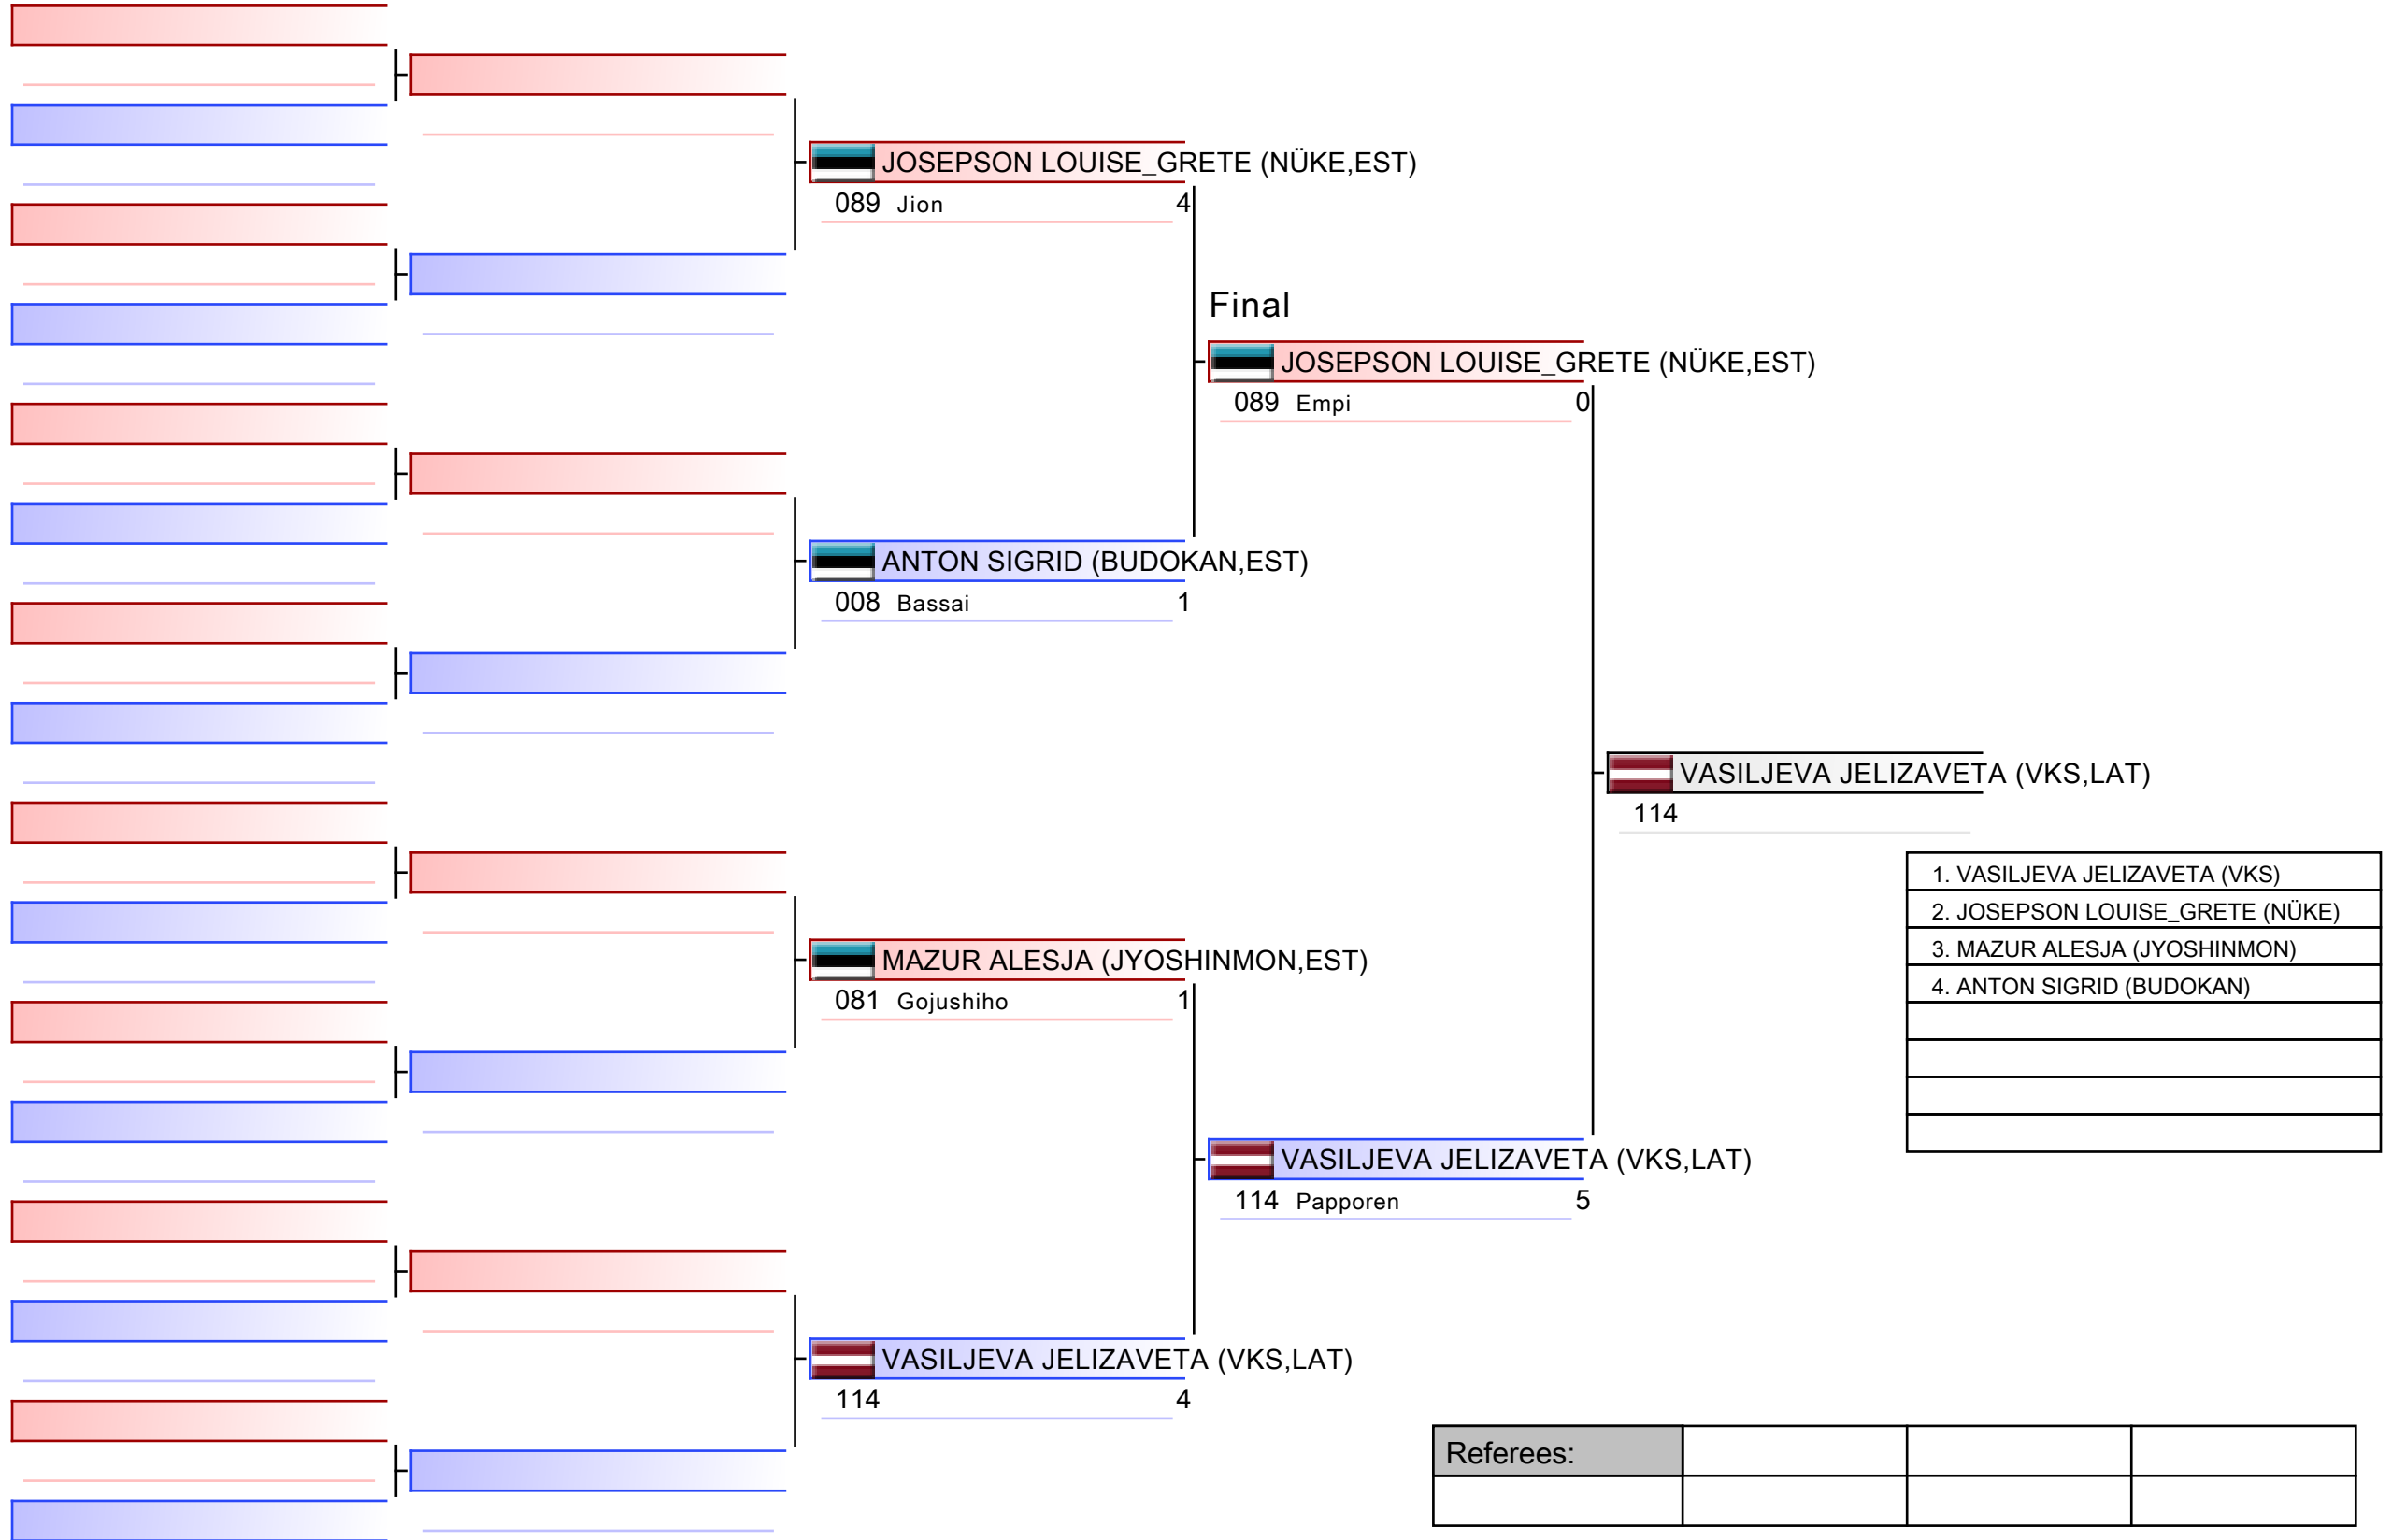 JOSEPSON LOUISE_GRETE (NÜKE,EST)
089 Jion 4
Final
JOSEPSON LOUISE_GRETE (NÜKE,EST)
089 Empi 0
ANTON SIGRID (BUDOKAN,EST)
008 Bassai 1
VASILJEVA JELIZAVETA (VKS,LAT)
114
1. VASILJEVA JELIZAVETA (VKS)
2. JOSEPSON LOUISE_GRETE (NÜKE)
3. MAZUR ALESJA (JYOSHINMON)
4. ANTON SIGRID (BUDOKAN)
MAZUR ALESJA (JYOSHINMON,EST)
081 Gojushiho 1
VASILJEVA JELIZAVETA (VKS,LAT)
114 Papporen 5
VASILJEVA JELIZAVETA (VKS,LAT)
114 4
Referees: